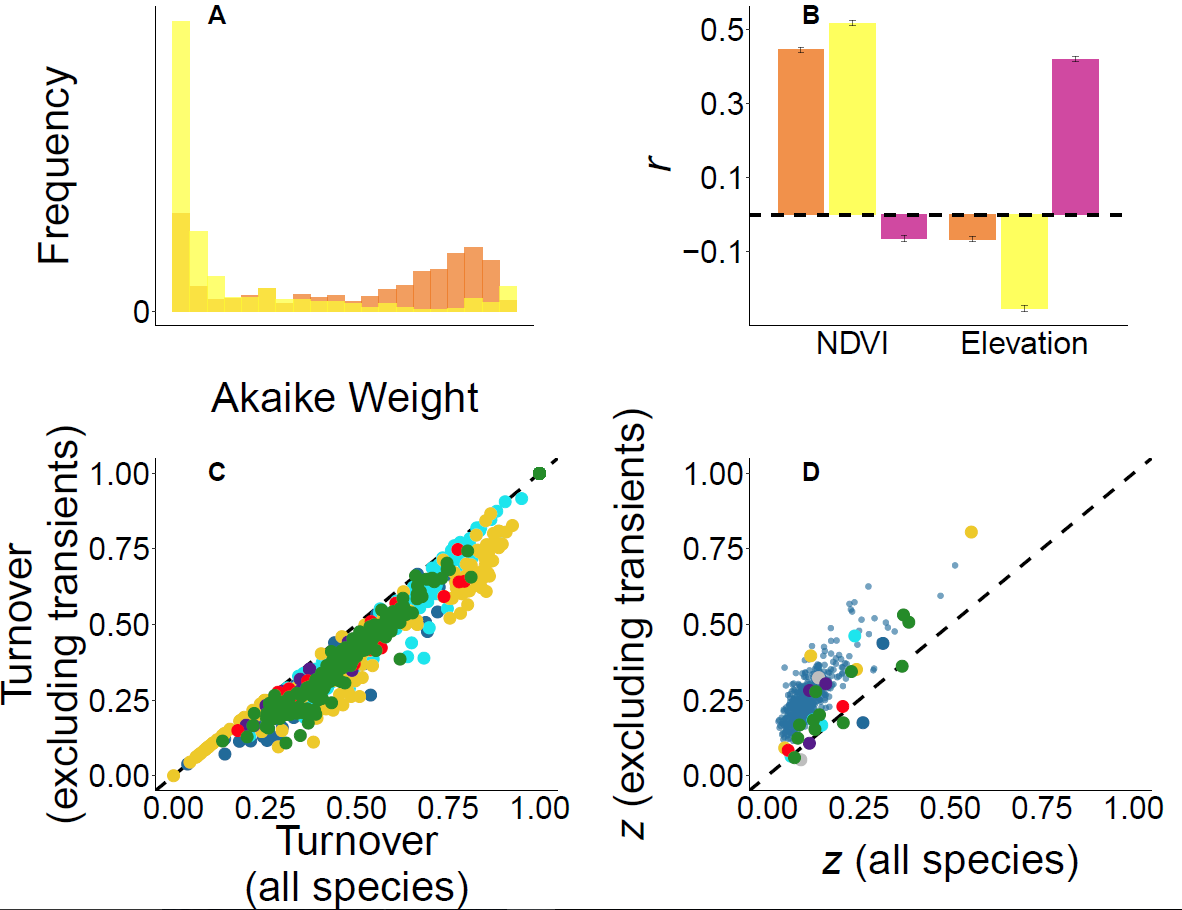 A
Frequency
0
Akaike Weight
B
r
0.5
0.3
0.1
−0.1
NDVI Elevation
C
Turnover
(excluding transients)
1.00
0.75
0.50
0.25
0.00
0.00 0.25 0.50 0.75 1.00
Turnover
(all species)
D
z (excluding transients)
1.00
0.75
0.50
0.25
0.00
0.00 0.25 0.50 0.75 1.00
z (all species)